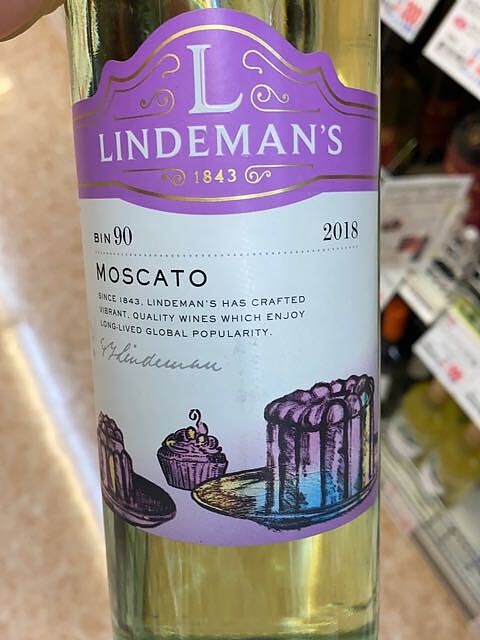 L
LINDEMAN'S
1843
BIN 90 2018
MOSCATO
SINCE 1843, LINDEMAN'S HAS CRAFTED
VIBRANT, QUALITY WINES WHICH ENJOY
LONG-LIVED GLOBAL POPULARITY.